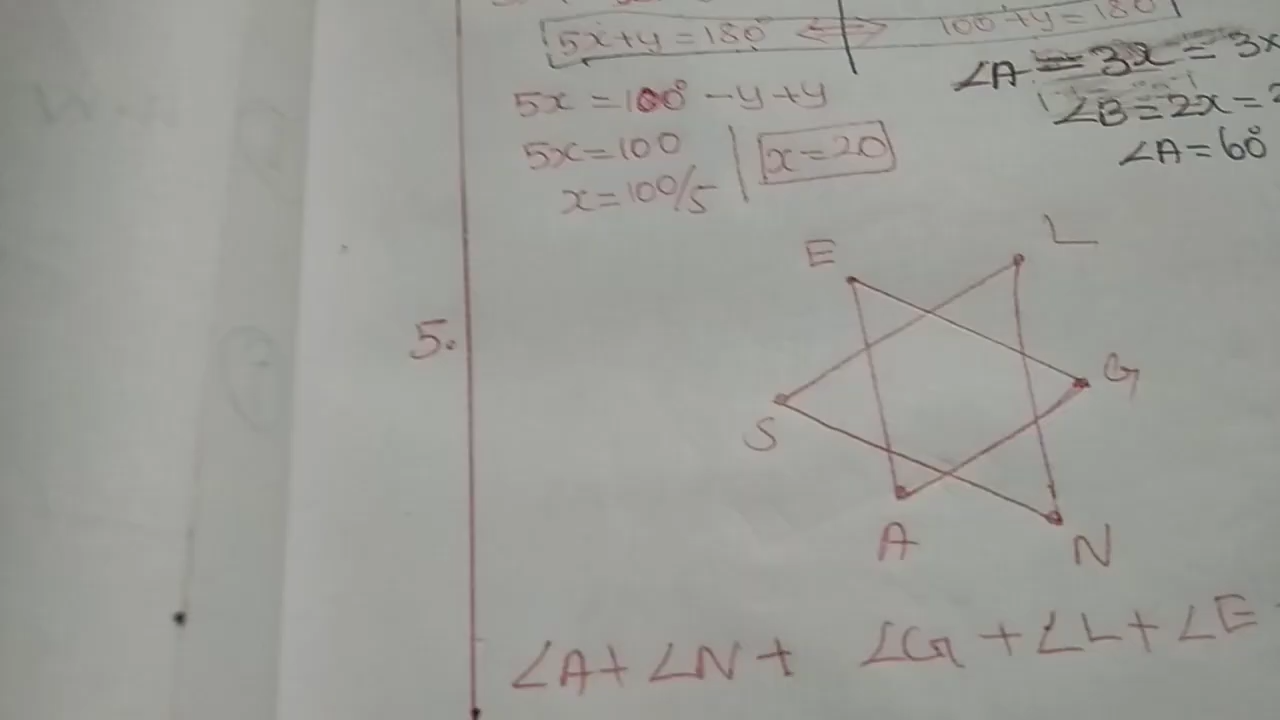 5x+y=180° ⟺ 100+y=180
5x=100°-y+y
5x=100
x=100/5
x=20
∠A=3x=3x
∠B=2x=
∠A=60°
5.
E
L
G
S
A
N
∠A+∠N+ ∠G+∠L+∠E